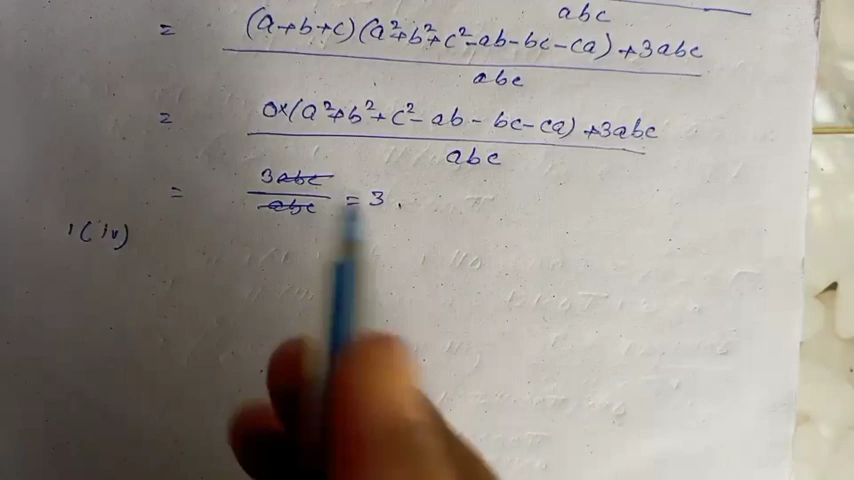 abc
= (a+b+c)(a²+b²+c²-ab-bc-ca)+3abc
abc
= 0×(a²+b²+c²-ab-bc-ca)+3abc
abc
= 3abc
abc = 3.
1(iv)